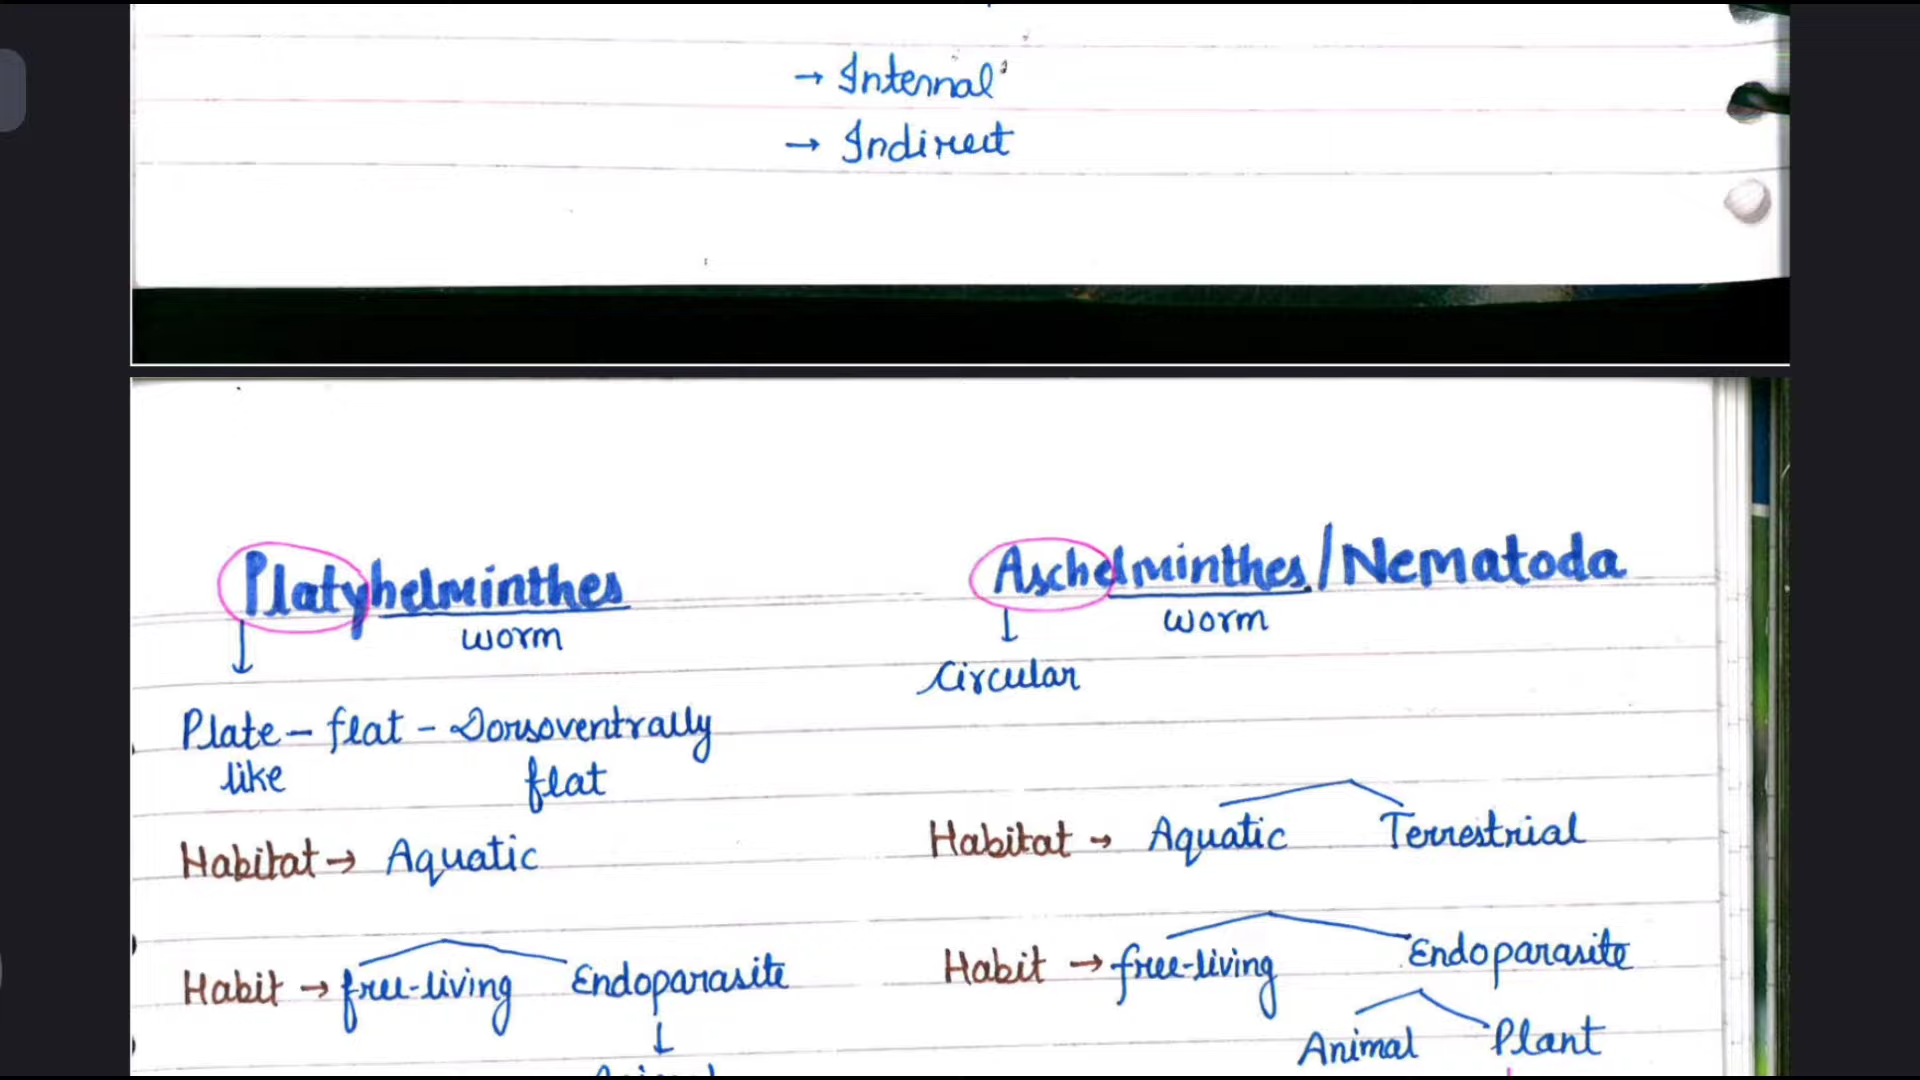 → Internal
→ Indirect
Platyhelminthes
worm
Plate - flat - Dorsoventrally
like flat
Habitat → Aquatic
Habit → free-living Endoparasite
↓
Aschelminthes/Nematoda
worm
↓
Circular
Habitat → Aquatic Terrestrial
Habit → free-living Endoparasite
Animal Plant